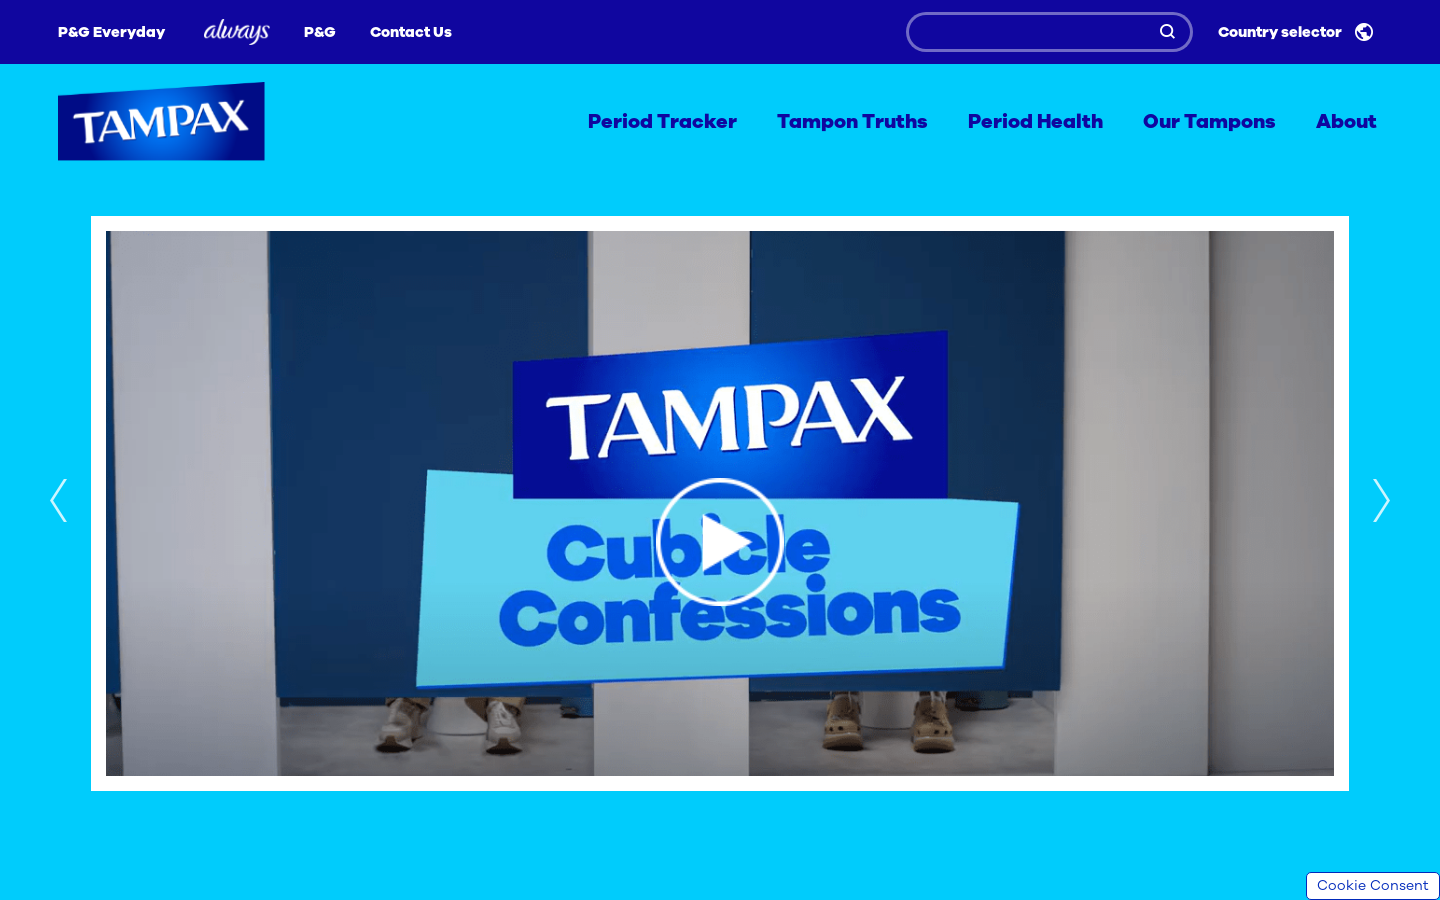 P&G Everyday
always
P&G
Contact Us
Country selector
TAMPAX
Period Tracker
Tampon Truths
Period Health
Our Tampons
About
TAMPAX
Cubicle
Confessions
Cookie Consent